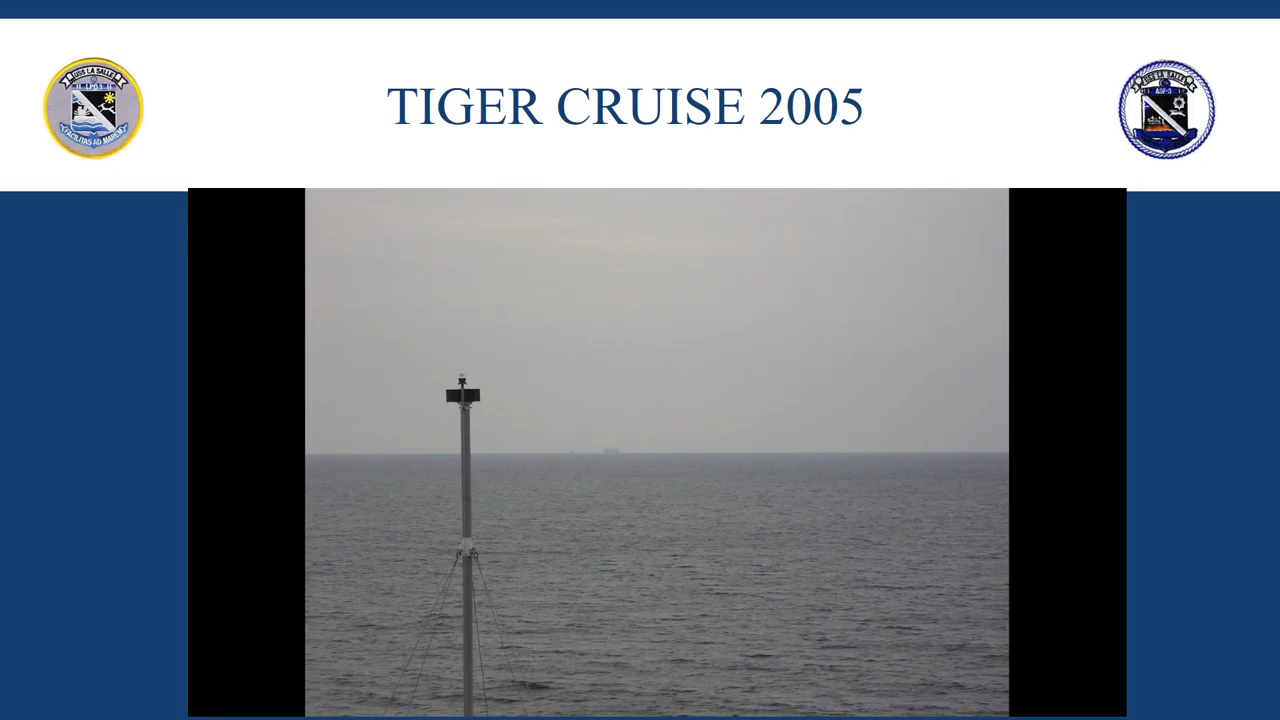 USS LA SALLE
FACILITAS AD MAREM
TIGER CRUISE 2005
USS LA SALLE
AGF-3